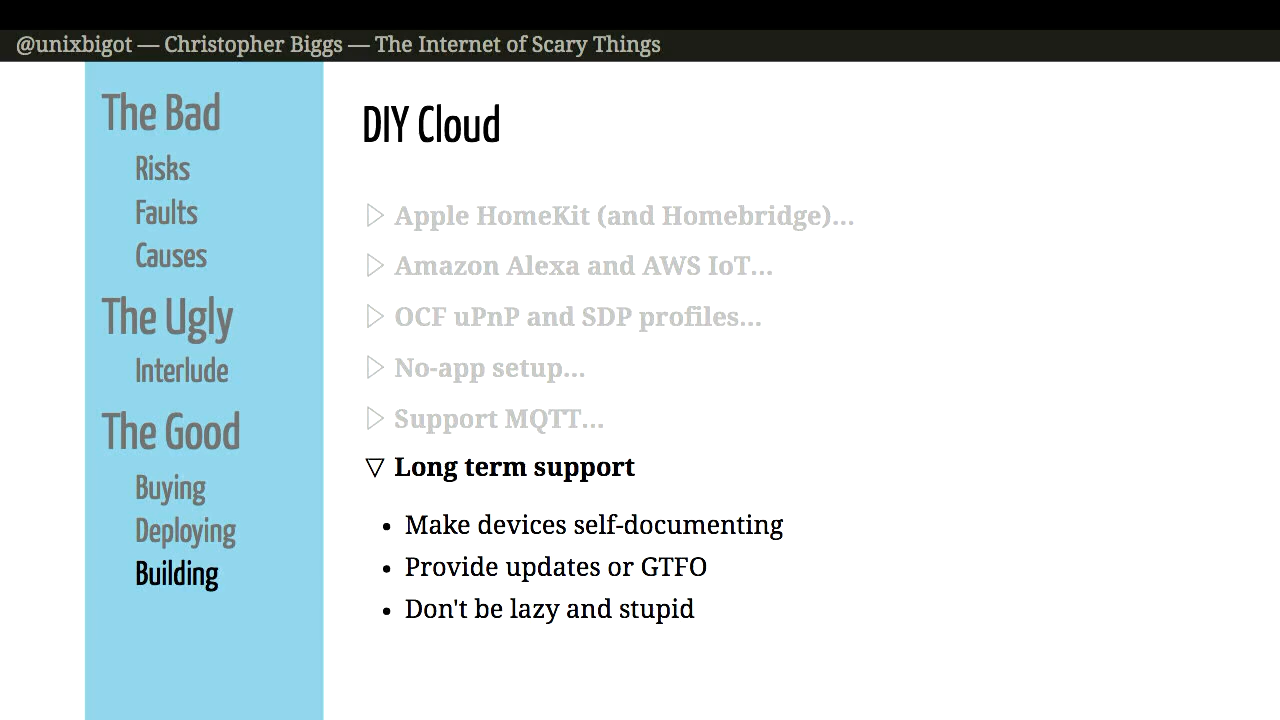 @unixbigot — Christopher Biggs — The Internet of Scary Things
The Bad
Risks
Faults
Causes
The Ugly
Interlude
The Good
Buying
Deploying
Building
DIY Cloud
▷ Apple HomeKit (and Homebridge)...
▷ Amazon Alexa and AWS IoT...
▷ OCF uPnP and SDP profiles...
▷ No-app setup...
▷ Support MQTT...
▽ Long term support
• Make devices self-documenting
• Provide updates or GTFO
• Don't be lazy and stupid